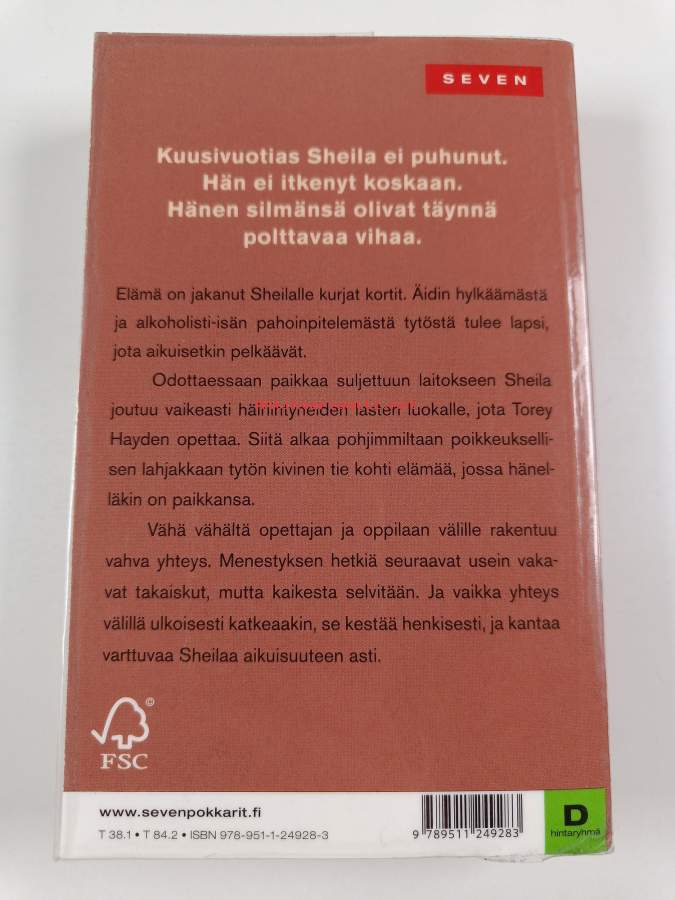 SEVEN
Kuusivuotias Sheila ei puhunut.
Hän ei itkenyt koskaan.
Hänen silmänsä olivat täynnä
polttavaa vihaa.
Elämä on jakanut Sheilalle kurjat kortit. Äidin hylkäämästä
ja alkoholisti-isän pahoinpitelemästä tytöstä tulee lapsi,
jota aikuisetkin pelkäävät.
Odottaessaan paikkaa suljettuun laitokseen Sheila
joutuu vaikeasti häiriintyneiden lasten luokalle, jota Torey
Hayden opettaa. Siitä alkaa pohjimmiltaan poikkeukselli-
sen lahjakkaan tytön kivinen tie kohti elämää, jossa hänel-
läkin on paikkansa.
Vähä vähältä opettajan ja oppilaan välille rakentuu
vahva yhteys. Menestyksen hetkiä seuraavat usein vaka-
vat takaiskut, mutta kaikesta selvitään. Ja vaikka yhteys
välillä ulkoisesti katkeaakin, se kestää henkisesti, ja kantaa
varttuvaa Sheilaa aikuisuuteen asti.
©
FSC
www.sevenpokkarit.fi
T 38.1 • T 84.2 • ISBN 978-951-1-24928-3
9 789511 249283
D
hintaryhmä